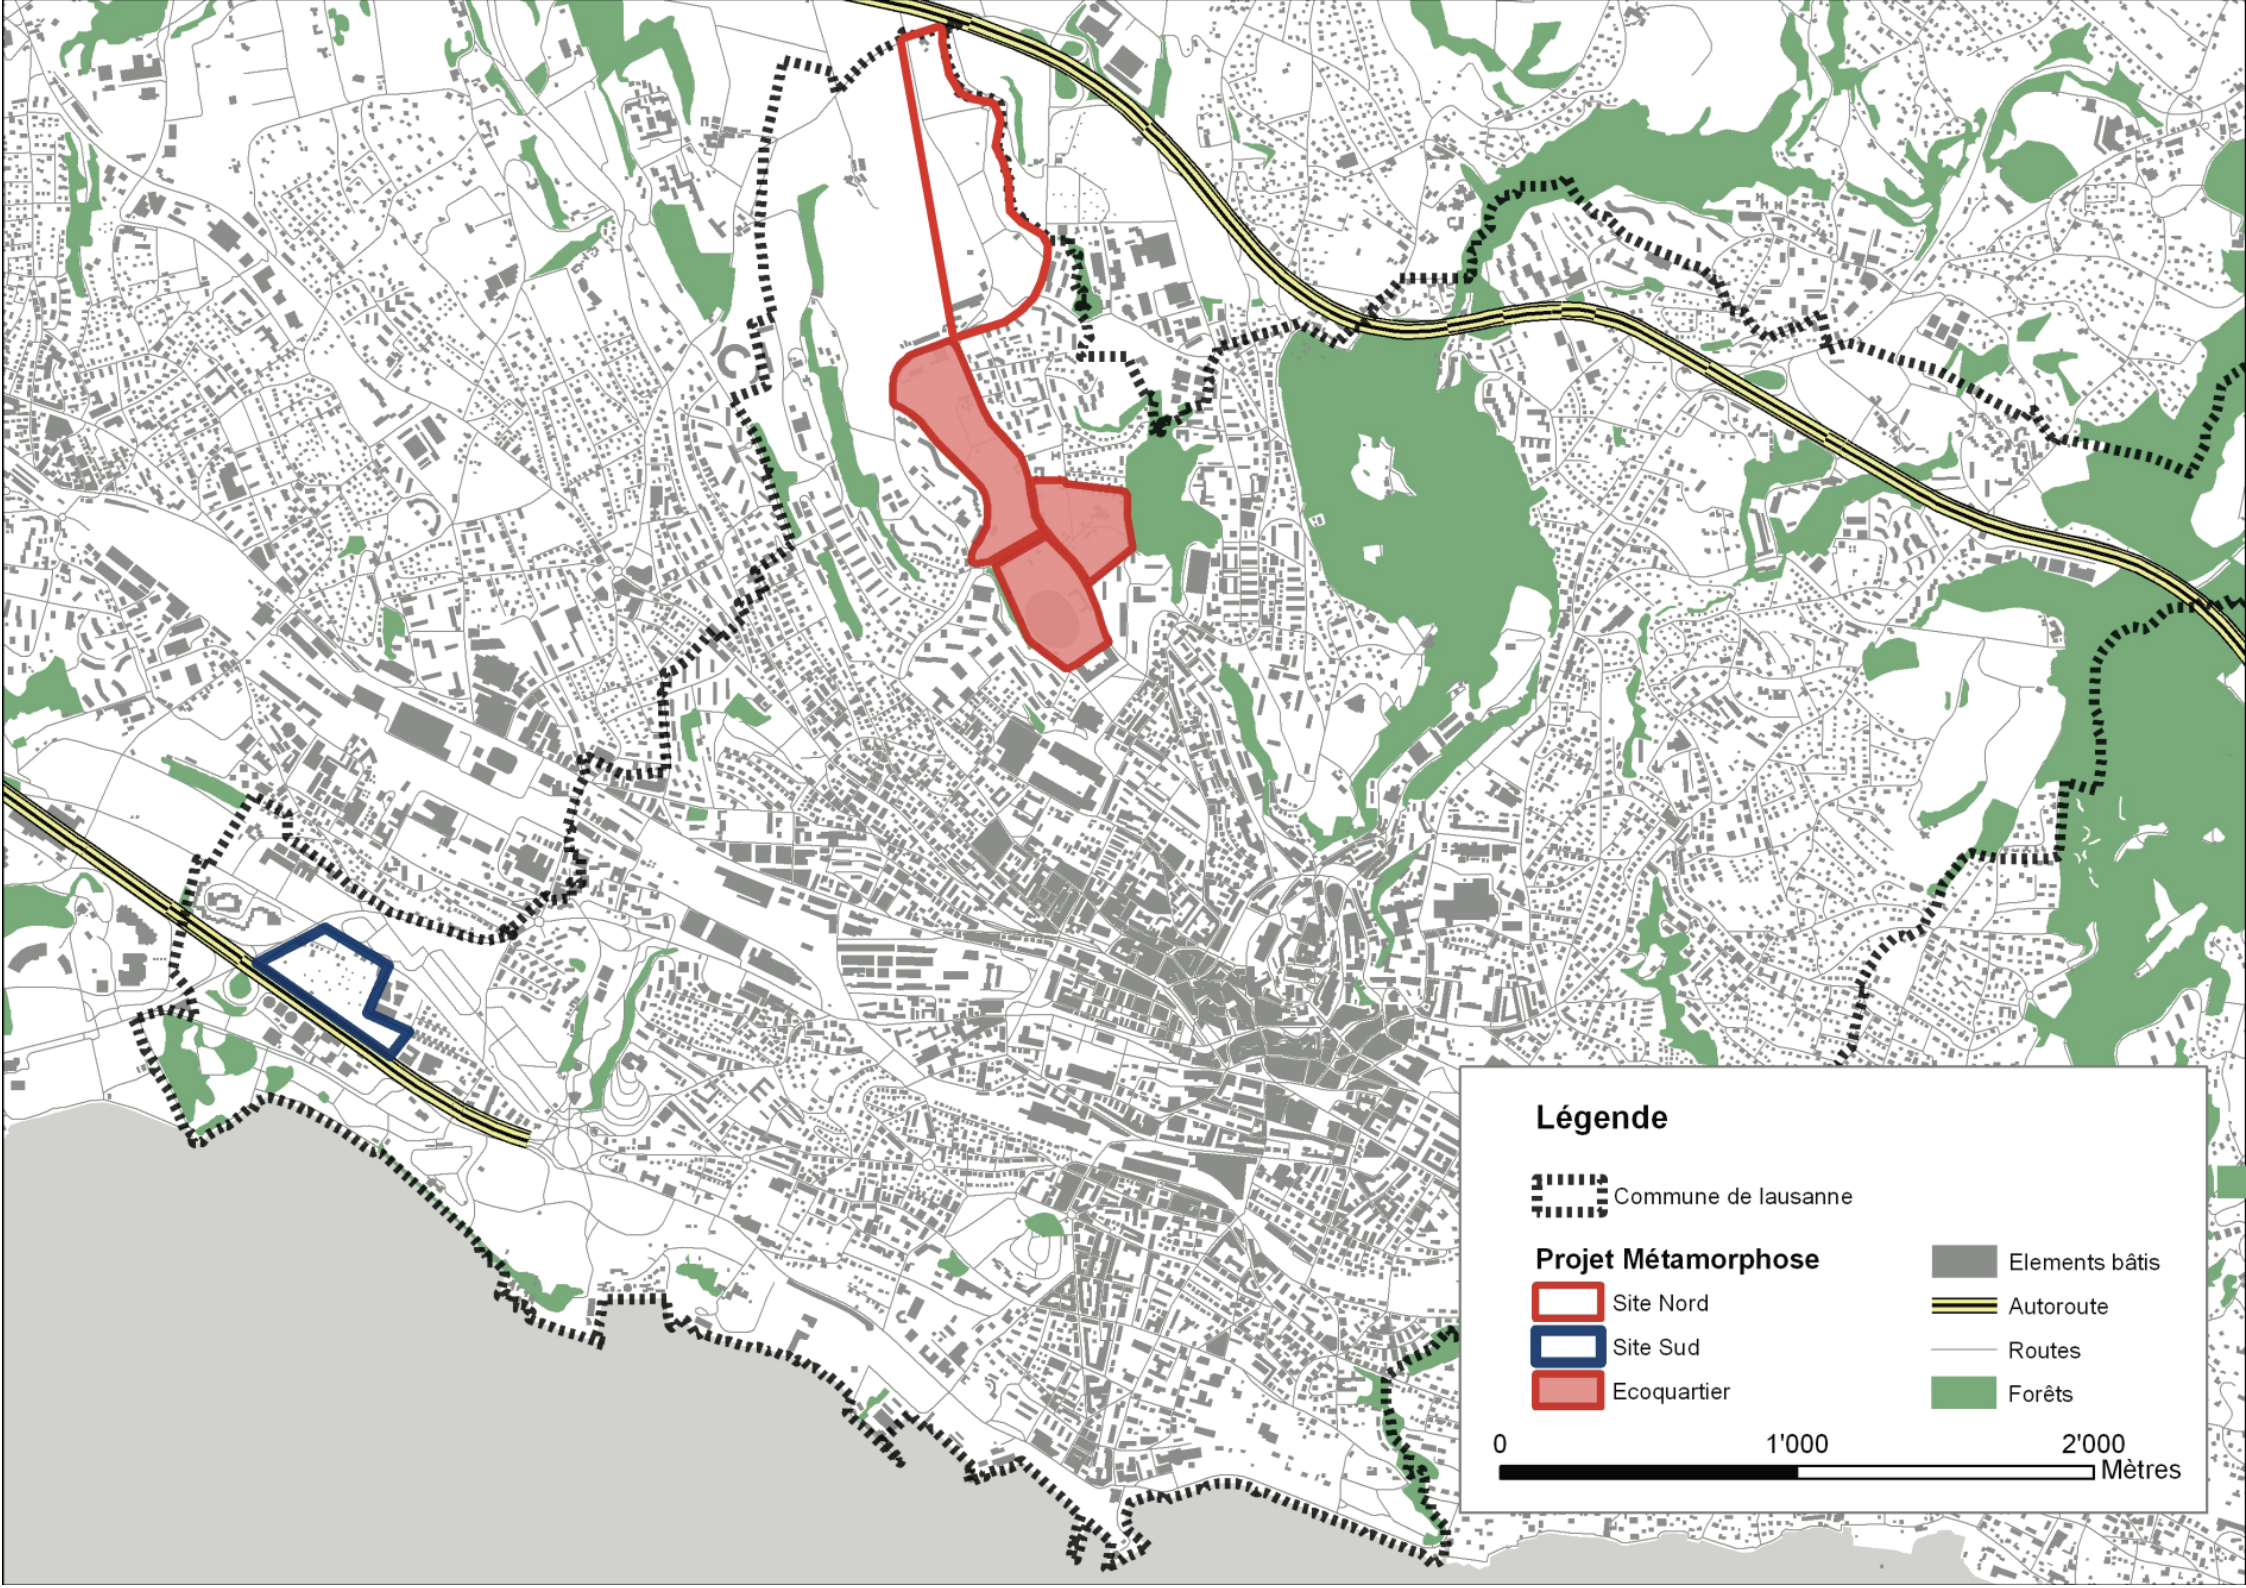 Légende
Commune de lausanne
Projet Métamorphose
Site Nord
Site Sud
Ecoquartier
Elements bâtis
Autoroute
Routes
Forêts
0 1'000 2'000
Mètres